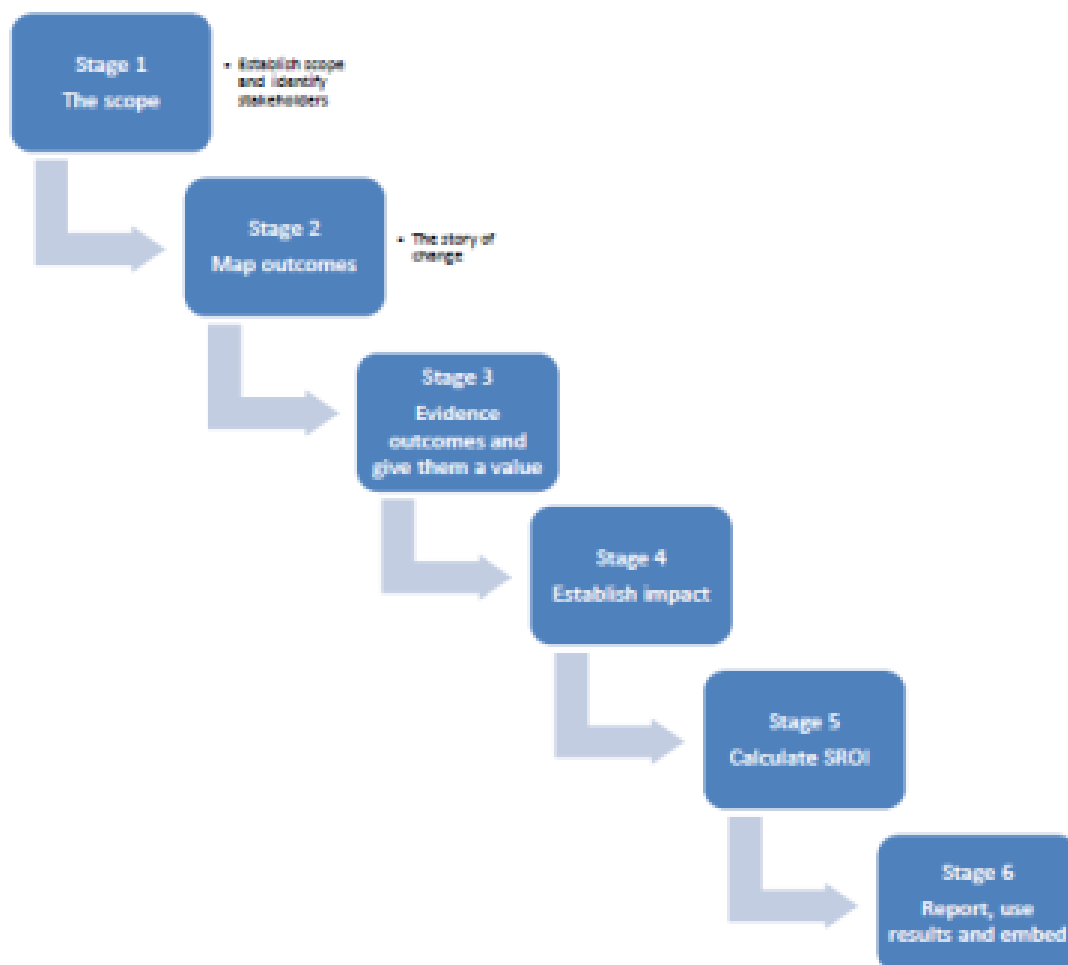 Stage 1
The scope
• Establish scope
and identify
stakeholders
Stage 2
Map outcomes
• The story of
change
Stage 3
Evidence
outcomes and
give them a value
Stage 4
Establish impact
Stage 5
Calculate SROI
Stage 6
Report, use
results and embed